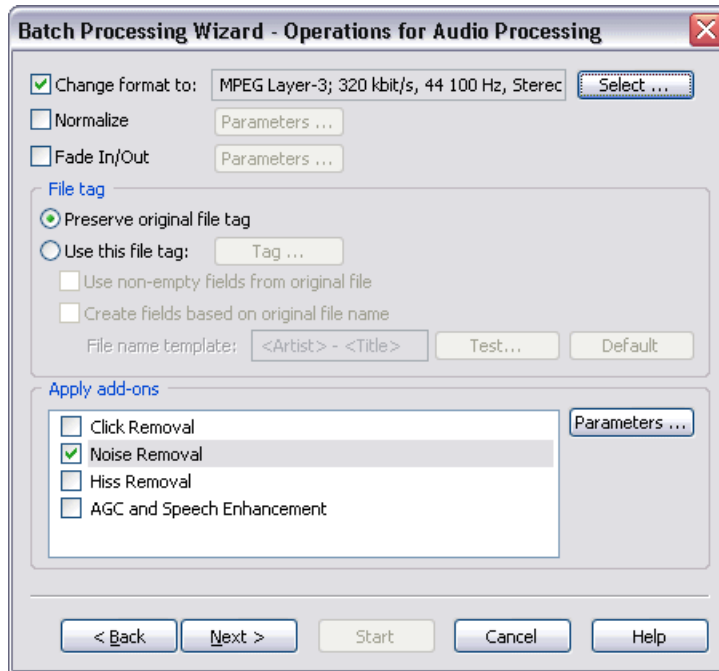 Batch Processing Wizard - Operations for Audio Processing
Change format to: MPEG Layer-3; 320 kbit/s, 44 100 Hz, Sterec Select ...
Normalize Parameters ...
Fade In/Out Parameters ...
File tag
Preserve original file tag
Use this file tag: Tag ...
Use non-empty fields from original file
Create fields based on original file name
File name template: <Artist> - <Title> Test... Default
Apply add-ons
Click Removal Parameters ...
Noise Removal
Hiss Removal
AGC and Speech Enhancement
< Back Next > Start Cancel Help